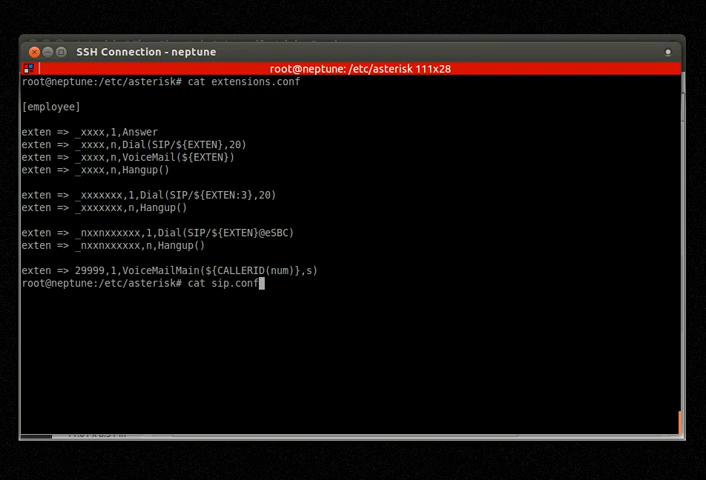 SSH Connection - neptune
root@neptune: /etc/asterisk 111x28
root@neptune:/etc/asterisk# cat extensions.conf
[employee]
exten => _xxxx,1,Answer
exten => _xxxx,n,Dial(SIP/${EXTEN},20)
exten => _xxxx,n,VoiceMail(${EXTEN})
exten => _xxxx,n,Hangup()
exten => _xxxxxxx,1,Dial(SIP/${EXTEN:3},20)
exten => _xxxxxxx,n,Hangup()
exten => _nxxnxxxxxx,1,Dial(SIP/${EXTEN}@eSBC)
exten => _nxxnxxxxxx,n,Hangup()
exten => 29999,1,VoiceMailMain(${CALLERID(num)},s)
root@neptune:/etc/asterisk# cat sip.conf